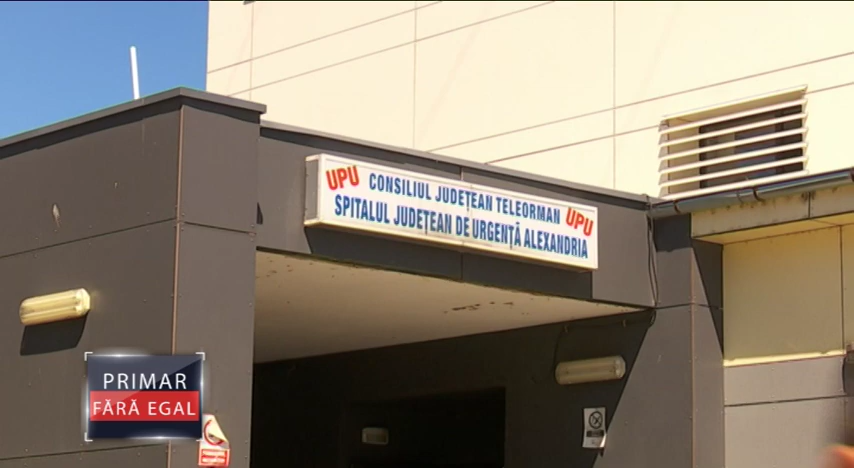 UPU CONSILIUL JUDEȚEAN TELEORMAN UPU
SPITALUL JUDEȚEAN DE URGENȚĂ ALEXANDRIA
PRIMAR
FĂRĂ EGAL